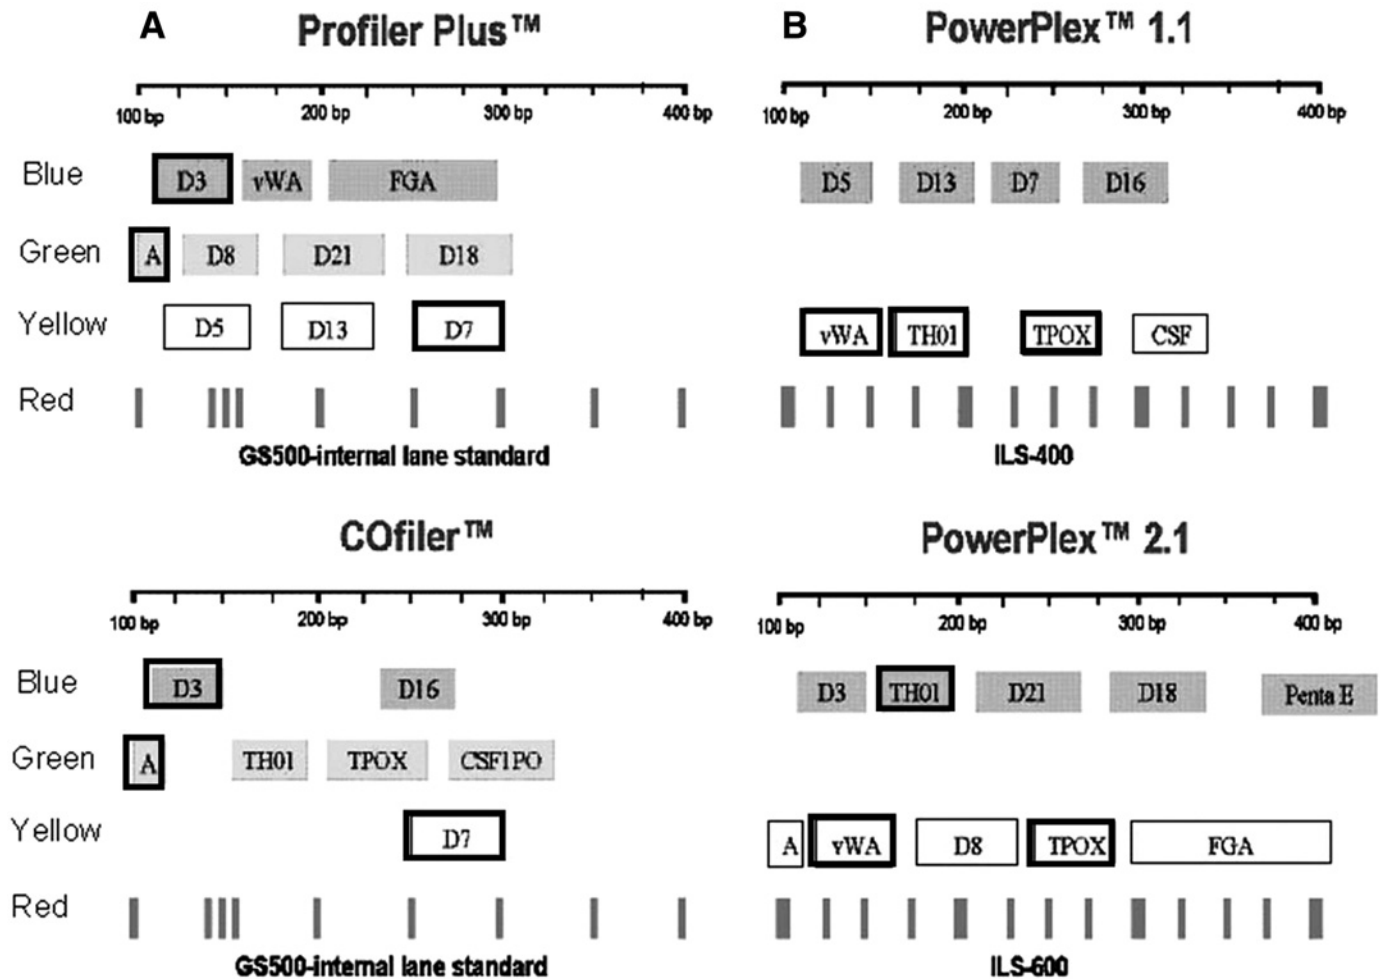 A Profiler Plus™
100 bp 200 bp 300 bp 400 bp
Blue D3 vWA FGA
Green A D8 D21 D18
Yellow D5 D13 D7
Red
GS500-internal lane standard
B PowerPlex™ 1.1
100 bp 200 bp 300 bp 400 bp
D5 D13 D7 D16
vWA TH01 TPOX CSF
ILS-400
COfiler™
100 bp 200 bp 300 bp 400 bp
Blue D3 D16
Green A TH01 TPOX CSF1PO
Yellow D7
Red
GS500-internal lane standard
PowerPlex™ 2.1
100 bp 200 bp 300 bp 400 bp
D3 TH01 D21 D18 Penta E
A vWA D8 TPOX FGA
ILS-600